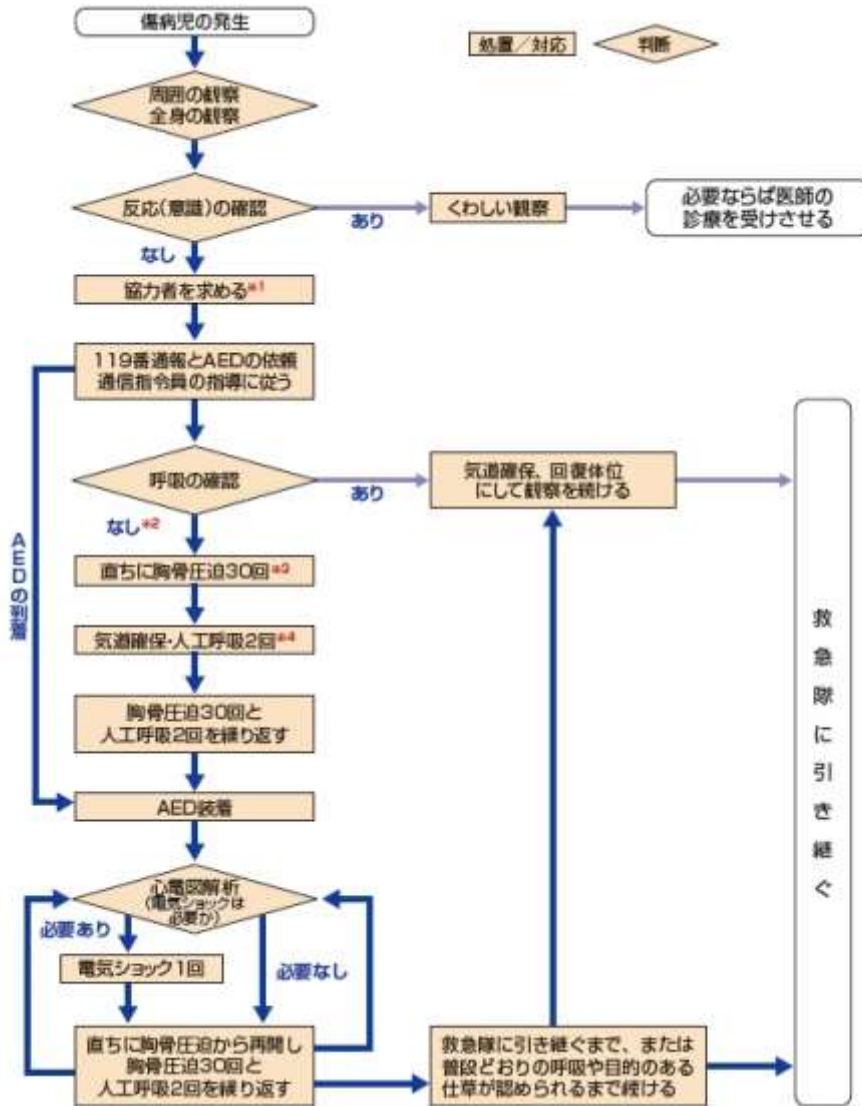 傷病児の発生
処置/対応
判断
周囲の観察
全身の観察
反応(意識)の確認
あり
くわしい観察
必要ならば医師の
診療を受けさせる
なし
協力者を求める*1
119番通報とAEDの依頼
通信指令員の指導に従う
呼吸の確認
あり
気道確保、回復体位
にして観察を続ける
なし*2
直ちに胸骨圧迫30回*3
気道確保・人工呼吸2回*4
胸骨圧迫30回と
人工呼吸2回を繰り返す
AEDの到着
AED装着
心電図解析
(電気ショックは
必要か)
必要あり
電気ショック1回
必要なし
直ちに胸骨圧迫から再開し
胸骨圧迫30回と
人工呼吸2回を繰り返す
救急隊に引き継ぐまで、または
普段どおりの呼吸や目的のある
仕草が認められるまで続ける
救急隊に引き継ぐ